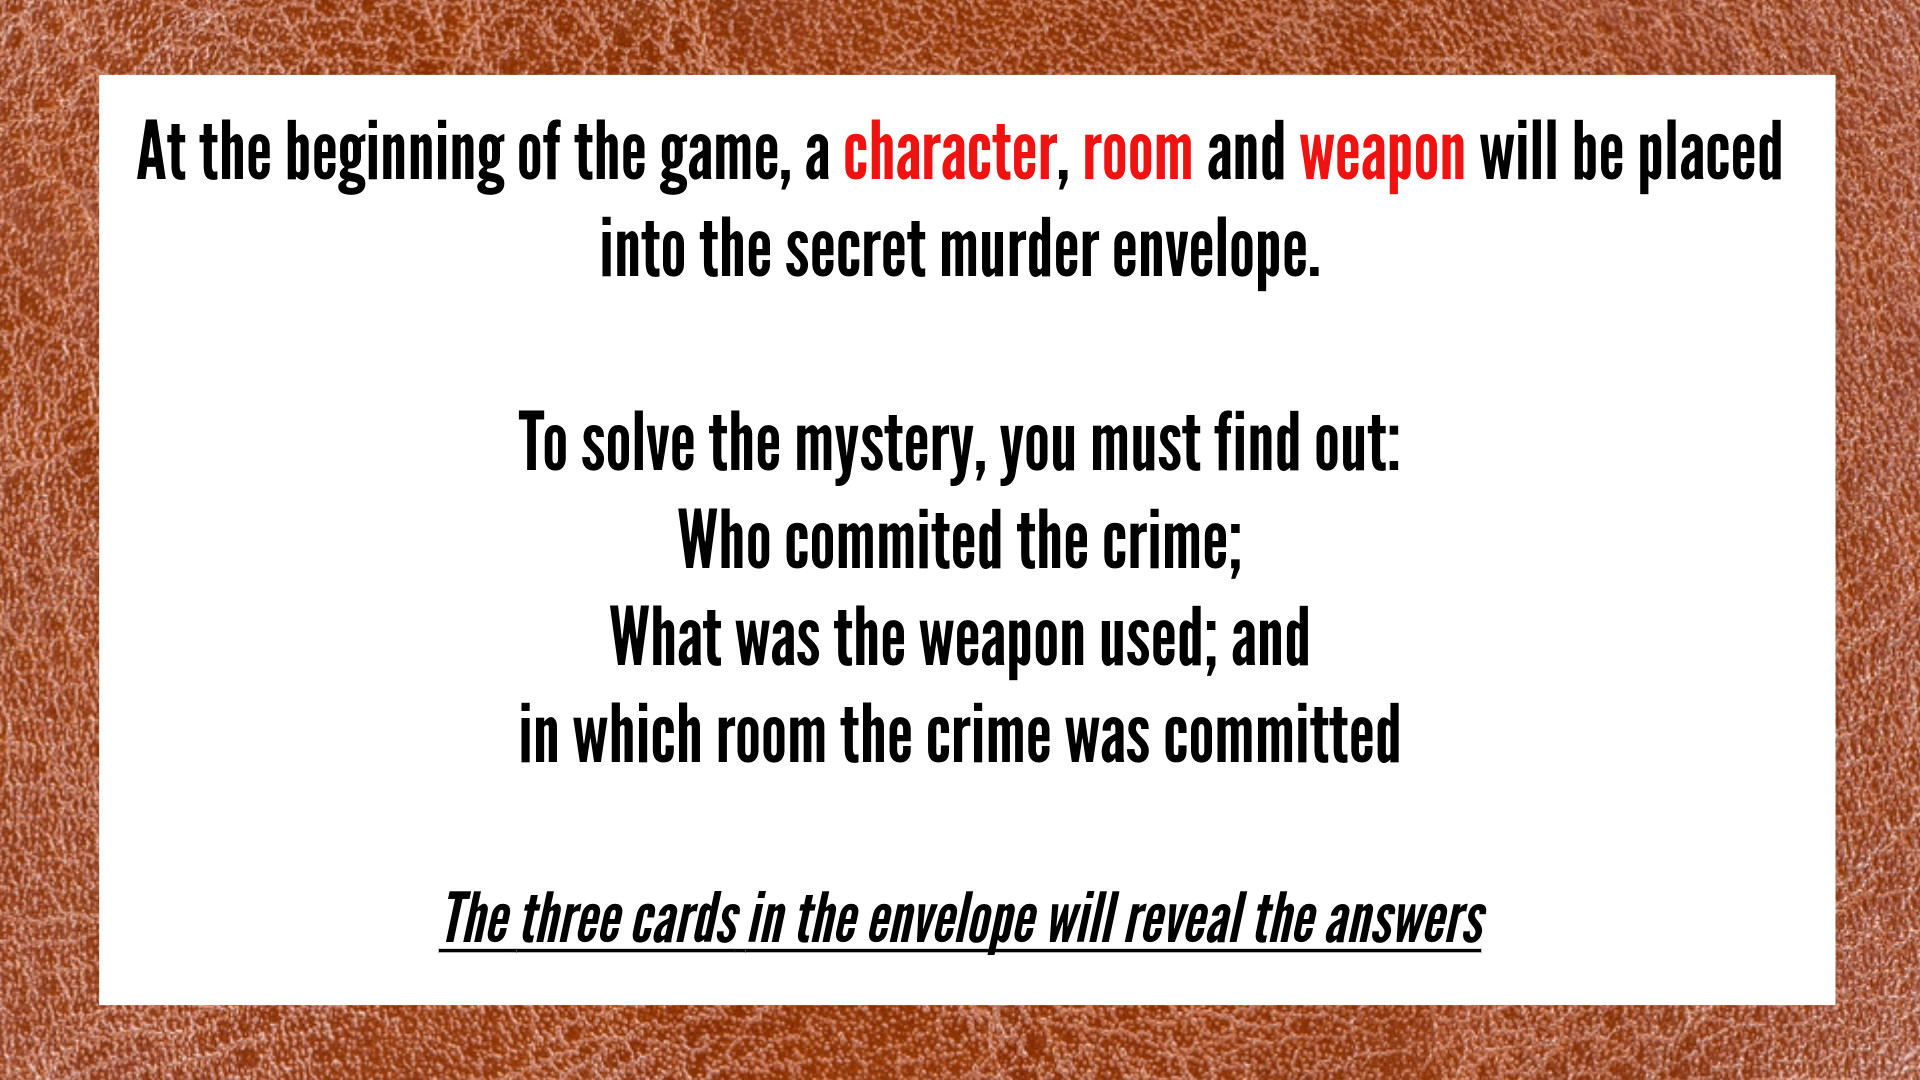 At the beginning of the game, a character, room and weapon will be placed
into the secret murder envelope.
To solve the mystery, you must find out:
Who commited the crime;
What was the weapon used; and
in which room the crime was committed
The three cards in the envelope will reveal the answers